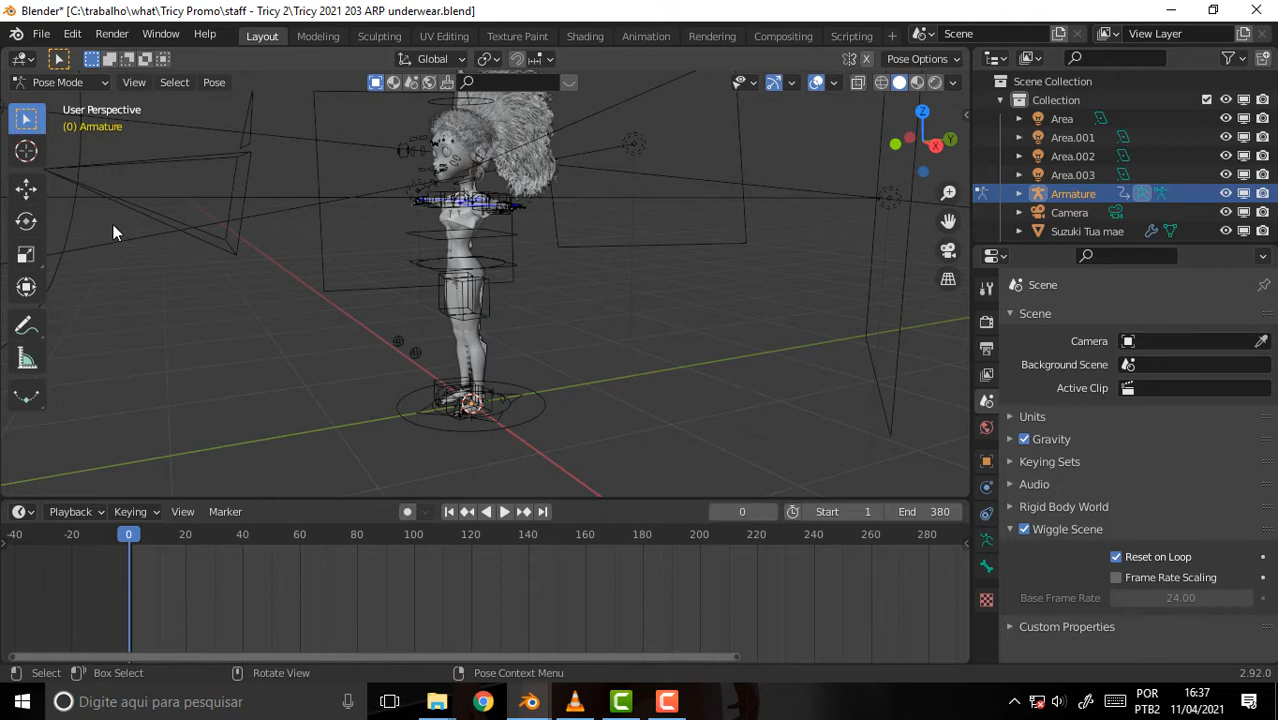 Blender* [C:\trabalho\what\Tricy Promo\staff - Tricy 2\Tricy 2021 203 ARP underwear.blend]
File Edit Render Window Help Layout Modeling Sculpting UV Editing Texture Paint Shading Animation Rendering Compositing Scripting + Scene View Layer
Global Pose Options
Pose Mode View Select Pose
User Perspective
(0) Armature
Z
Y
X
Scene Collection
Collection
Area
Area.001
Area.002
Area.003
Armature
Camera
Suzuki Tua mae
Scene
Scene
Camera
Background Scene
Active Clip
Units
Gravity
Keying Sets
Audio
Rigid Body World
Wiggle Scene
Reset on Loop
Frame Rate Scaling
Base Frame Rate 24.00
Custom Properties
Playback Keying View Marker 0 Start 1 End 380
-40 -20 0 20 40 60 80 100 120 140 160 180 200 220 240 260 280
Select Box Select Rotate View Pose Context Menu 2.92.0
Digite aqui para pesquisar
POR
PTB2
16:37
11/04/2021